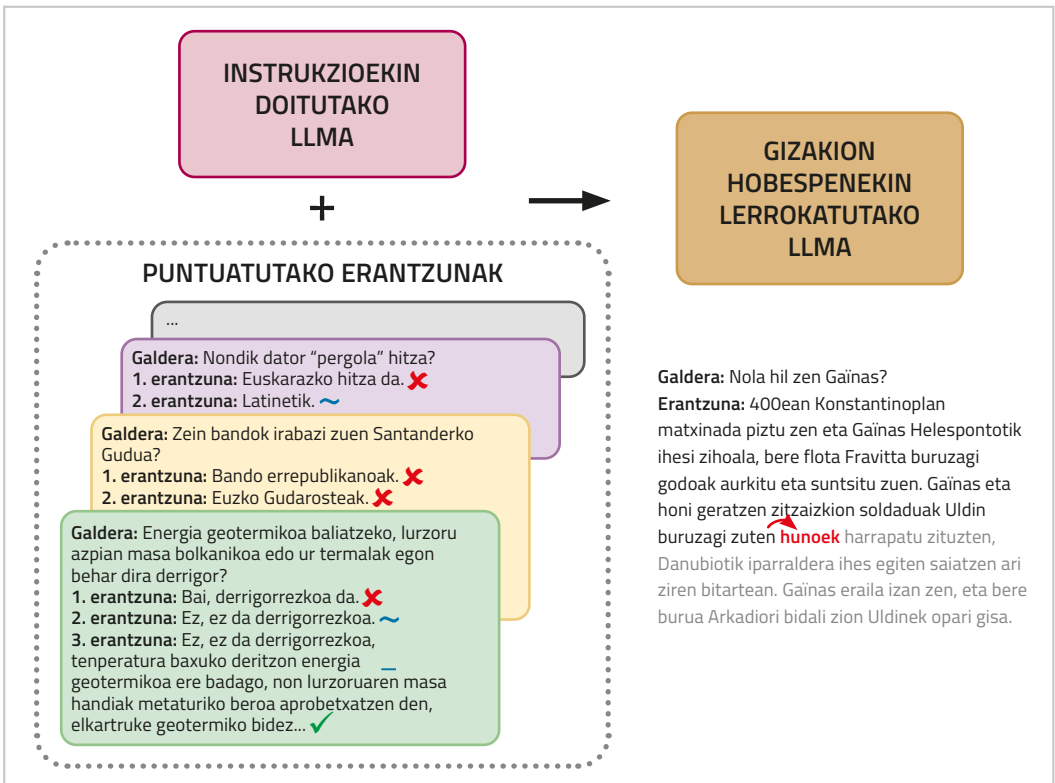 INSTRUKZIOEKIN
DOITUTAKO
LLMA
+
PUNTUATUTAKO ERANTZUNAK
...
Galdera: Nondik dator “pergola” hitza?
1. erantzuna: Euskarazko hitza da. ✘
2. erantzuna: Latinetik. ~
Galdera: Zein bandok irabazi zuen Santanderko
Gudua?
1. erantzuna: Bando errepublikanoak. ✘
2. erantzuna: Euzko Gudarosteak. ✘
Galdera: Energia geotermikoa baliatzeko, lurzoru
azpian masa bolkanikoa edo ur termalak egon
behar dira derrigor?
1. erantzuna: Bai, derrigorrezkoa da. ✘
2. erantzuna: Ez, ez da derrigorrezkoa. ~
3. erantzuna: Ez, ez da derrigorrezkoa,
tenperatura baxuko deritzon energia _
geotermikoa ere badago, non lurzoruaren masa
handiak metaturiko beroa aprobetxatzen den,
elkartruke geotermiko bidez... ✓
GIZAKION
HOBESPENEKIN
LERROKATUTAKO
LLMA
Galdera: Nola hil zen Gaïnas?
Erantzuna: 400ean Konstantinoplan
matxinada piztu zen eta Gaïnas Helespontotik
ihesi zihoala, bere flota Fravitta buruzagi
godoak aurkitu eta suntsitu zuen. Gaïnas eta
honi geratzen zitzaizkion soldaduak Uldin
buruzagi zuten hunoek harrapatu zituzten,
Danubiotik iparraldera ihes egiten saiatzen ari
ziren bitartean. Gaïnas eraila izan zen, eta bere
burua Arkadiori bidali zion Uldinek opari gisa.